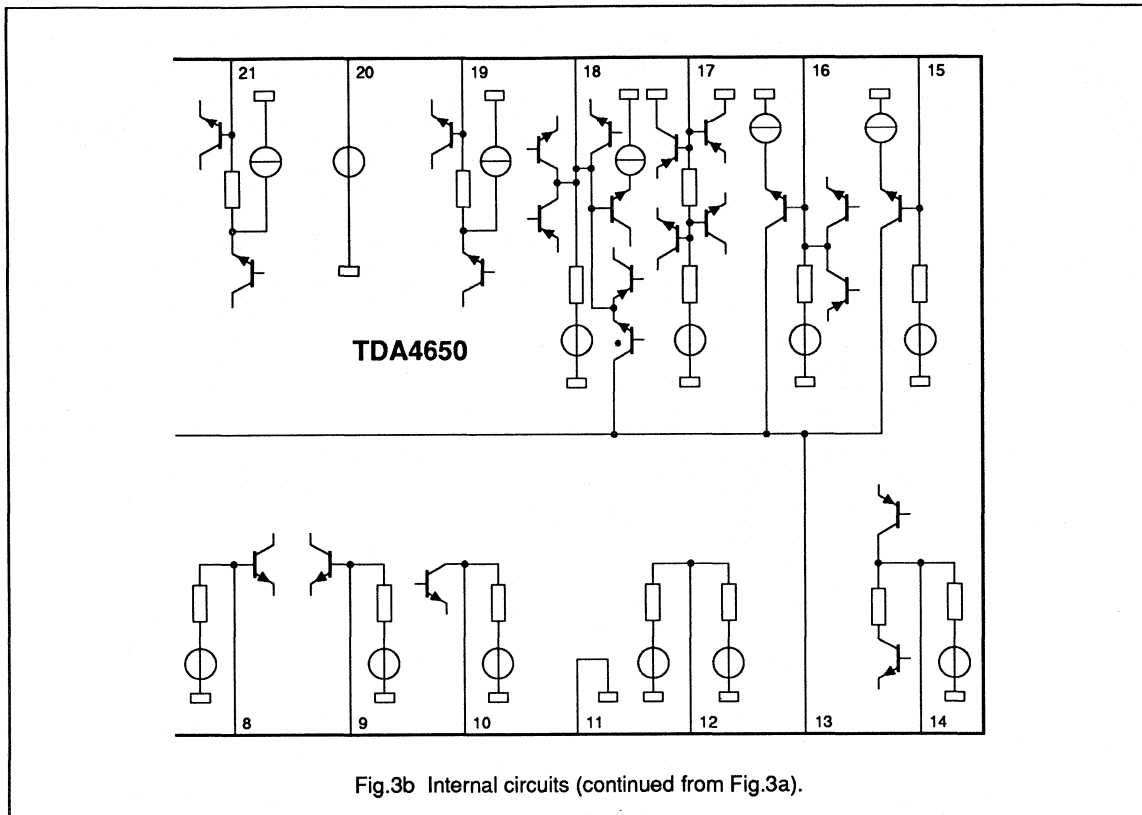 21 20 19 18 17 16 15
TDA4650
8 9 10 11 12 13 14
Fig.3b Internal circuits (continued from Fig.3a).